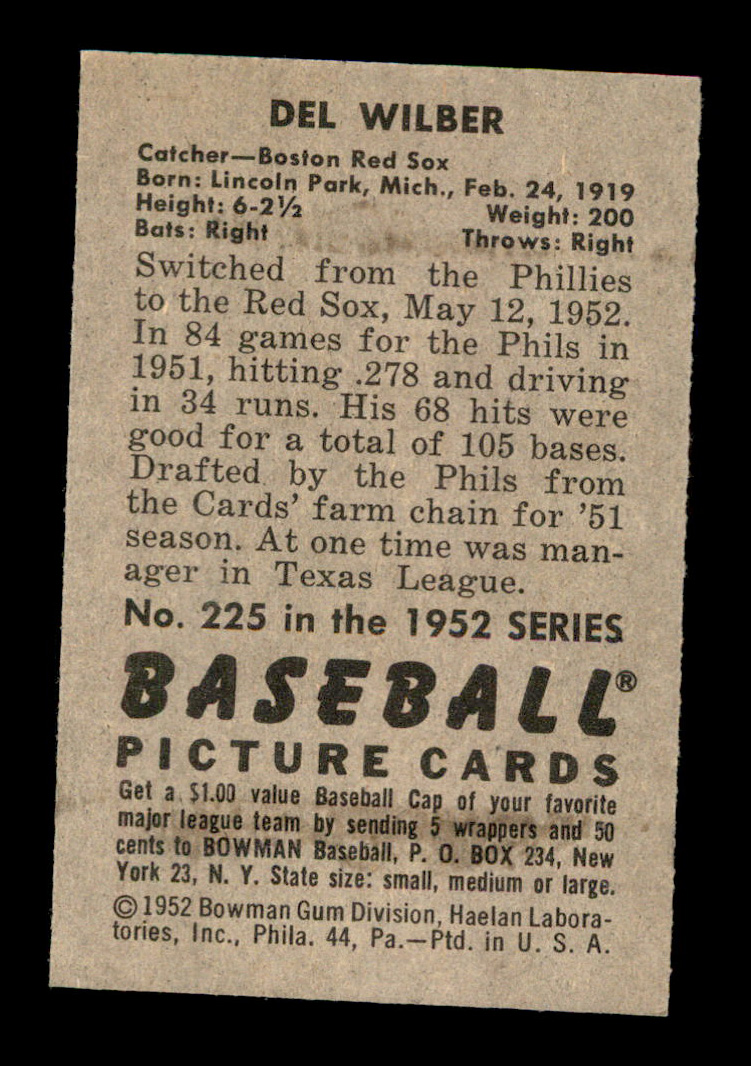 DEL WILBER
Catcher—Boston Red Sox
Born: Lincoln Park, Mich., Feb. 24, 1919
Height: 6-2½ Weight: 200
Bats: Right Throws: Right
Switched from the Phillies
to the Red Sox, May 12, 1952.
In 84 games for the Phils in
1951, hitting .278 and driving
in 34 runs. His 68 hits were
good for a total of 105 bases.
Drafted by the Phils from
the Cards' farm chain for '51
season. At one time was man-
ager in Texas League.
No. 225 in the 1952 SERIES
BASEBALL®
PICTURE CARDS
Get a $1.00 value Baseball Cap of your favorite
major league team by sending 5 wrappers and 50
cents to BOWMAN Baseball, P. O. BOX 234, New
York 23, N. Y. State size: small, medium or large.
©1952 Bowman Gum Division, Haelan Labora-
tories, Inc., Phila. 44, Pa.—Ptd. in U. S. A.